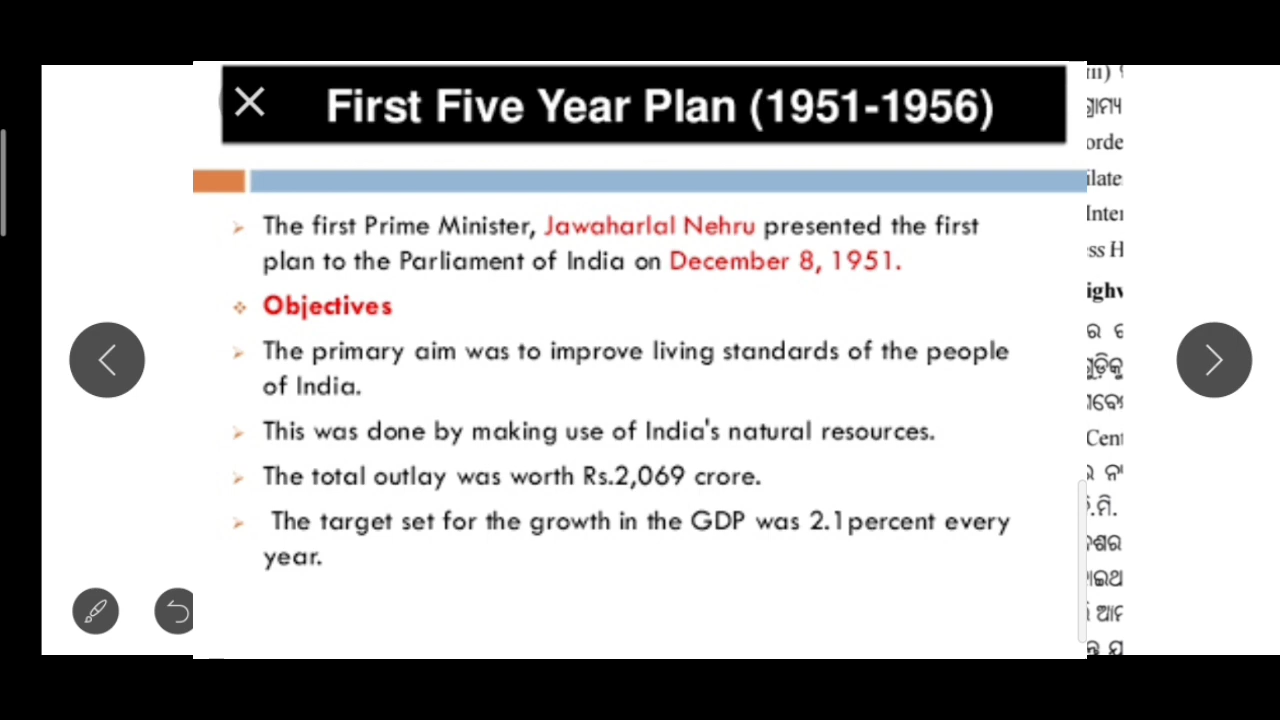 First Five Year Plan (1951-1956)
The first Prime Minister, Jawaharlal Nehru presented the first
plan to the Parliament of India on December 8, 1951.
Objectives
The primary aim was to improve living standards of the people
of India.
This was done by making use of India's natural resources.
The total outlay was worth Rs.2,069 crore.
The target set for the growth in the GDP was 2.1percent every
year.